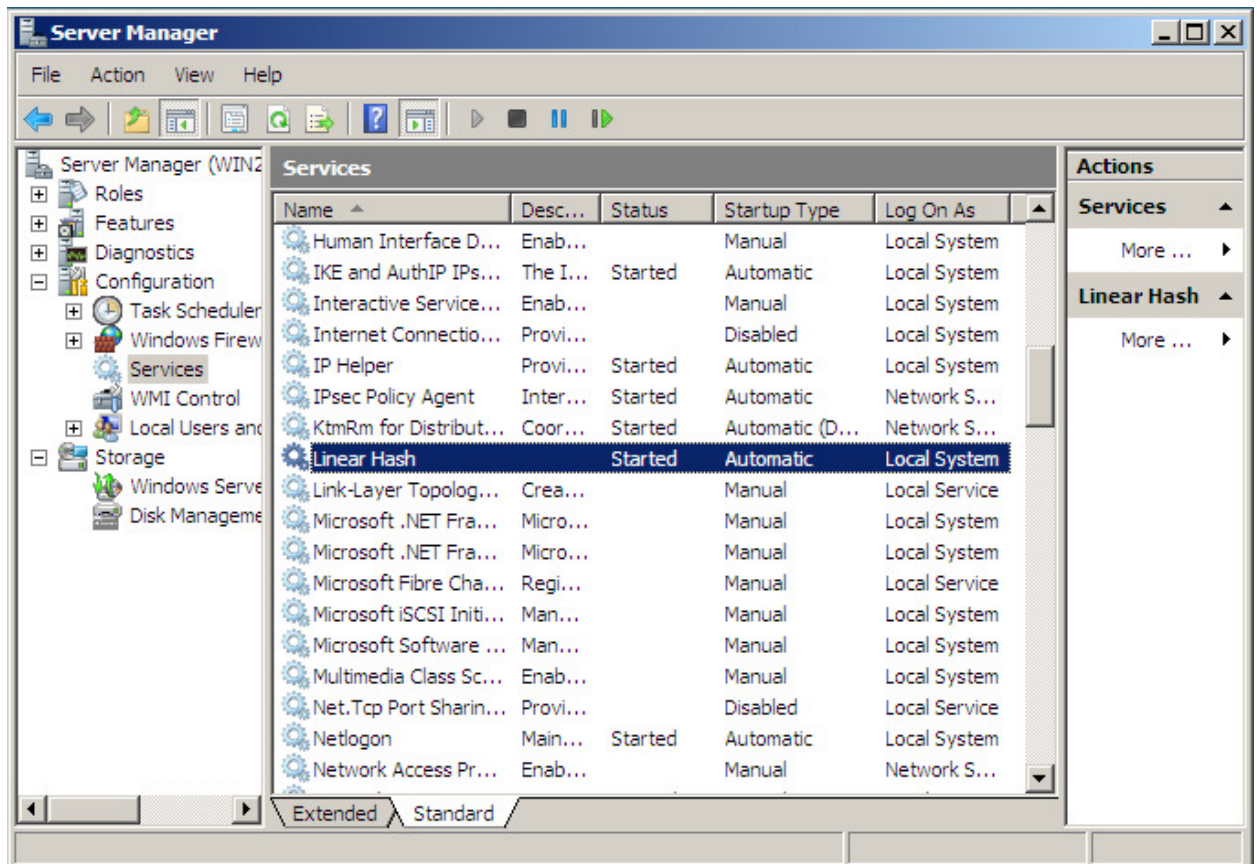 Server Manager
File Action View Help
Server Manager (WIN2
Roles
Features
Diagnostics
Configuration
Task Scheduler
Windows Firew
Services
WMI Control
Local Users and
Storage
Windows Serve
Disk Manageme
Services
Name Desc... Status Startup Type Log On As
Human Interface D... Enab... Manual Local System
IKE and AuthIP IPs... The I... Started Automatic Local System
Interactive Service... Enab... Manual Local System
Internet Connectio... Provi... Disabled Local System
IP Helper Provi... Started Automatic Local System
IPsec Policy Agent Inter... Started Automatic Network S...
KtmRm for Distribut... Coor... Started Automatic (D... Network S...
Linear Hash Started Automatic Local System
Link-Layer Topolog... Crea... Manual Local Service
Microsoft .NET Fra... Micro... Manual Local System
Microsoft .NET Fra... Micro... Manual Local System
Microsoft Fibre Cha... Regi... Manual Local Service
Microsoft iSCSI Initi... Man... Manual Local System
Microsoft Software ... Man... Manual Local System
Multimedia Class Sc... Enab... Manual Local System
Net.Tcp Port Sharin... Provi... Disabled Local Service
Netlogon Main... Started Automatic Local System
Network Access Pr... Enab... Manual Network S...
Extended Standard
Actions
Services
More ...
Linear Hash
More ...